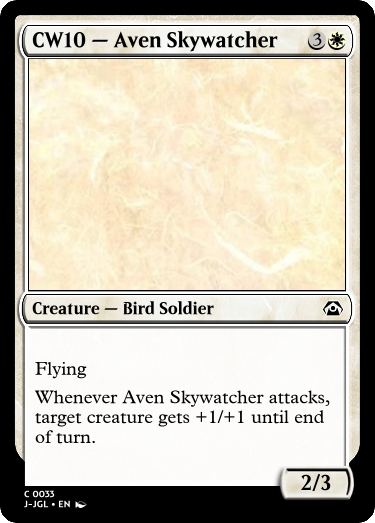 CW10 — Aven Skywatcher 3
Creature — Bird Soldier
Flying
Whenever Aven Skywatcher attacks,
target creature gets +1/+1 until end
of turn.
2/3
C 0033
J-JGL • EN